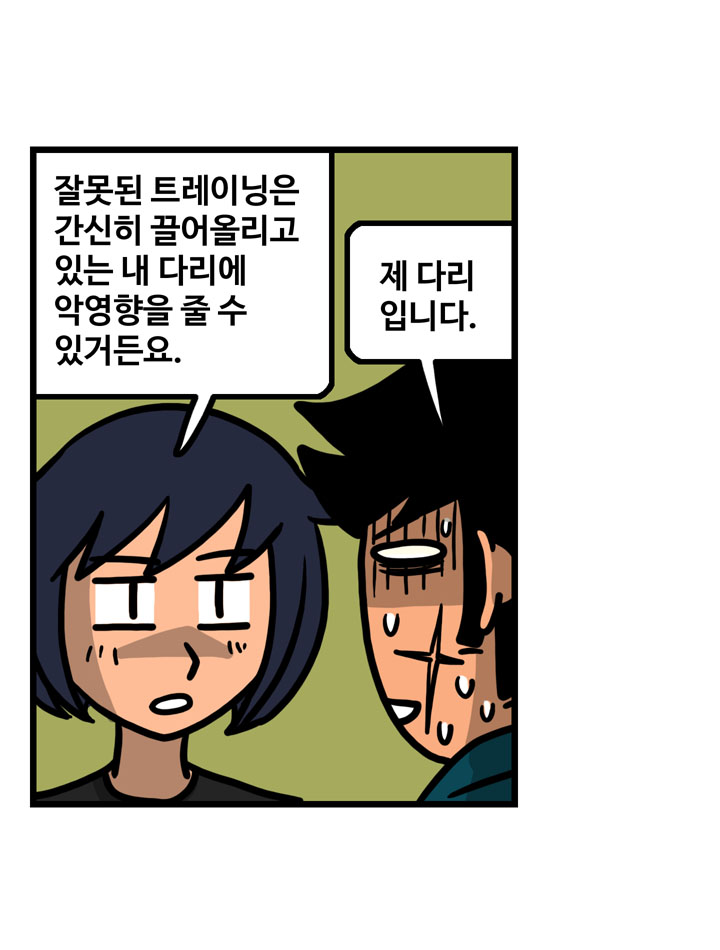 잘못된 트레이닝은
간신히 끌어올리고
있는 내 다리에
악영향을 줄 수
있거든요.
제 다리
입니다.